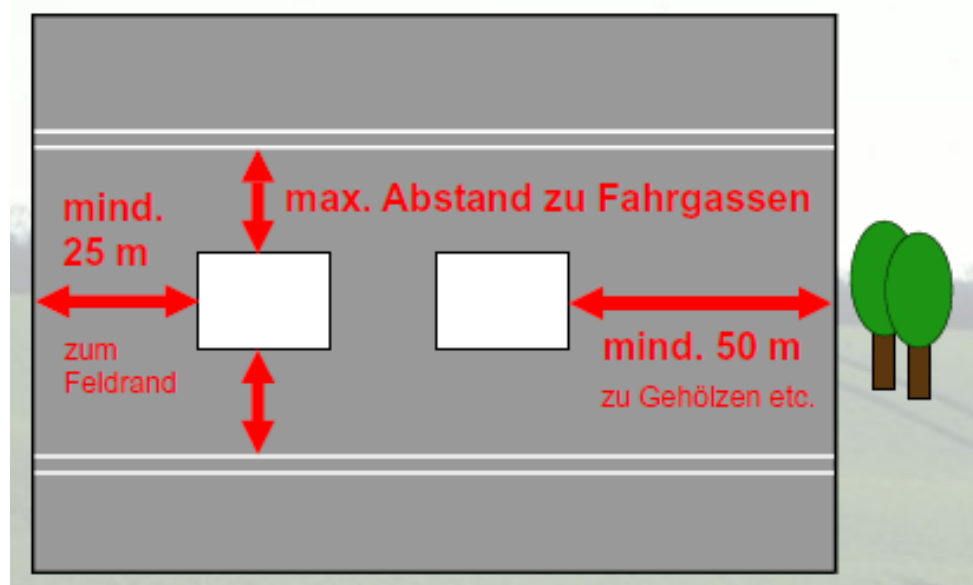 max. Abstand zu Fahrgassen
mind.
25 m
zum
Feldrand
mind. 50 m
zu Gehölzen etc.